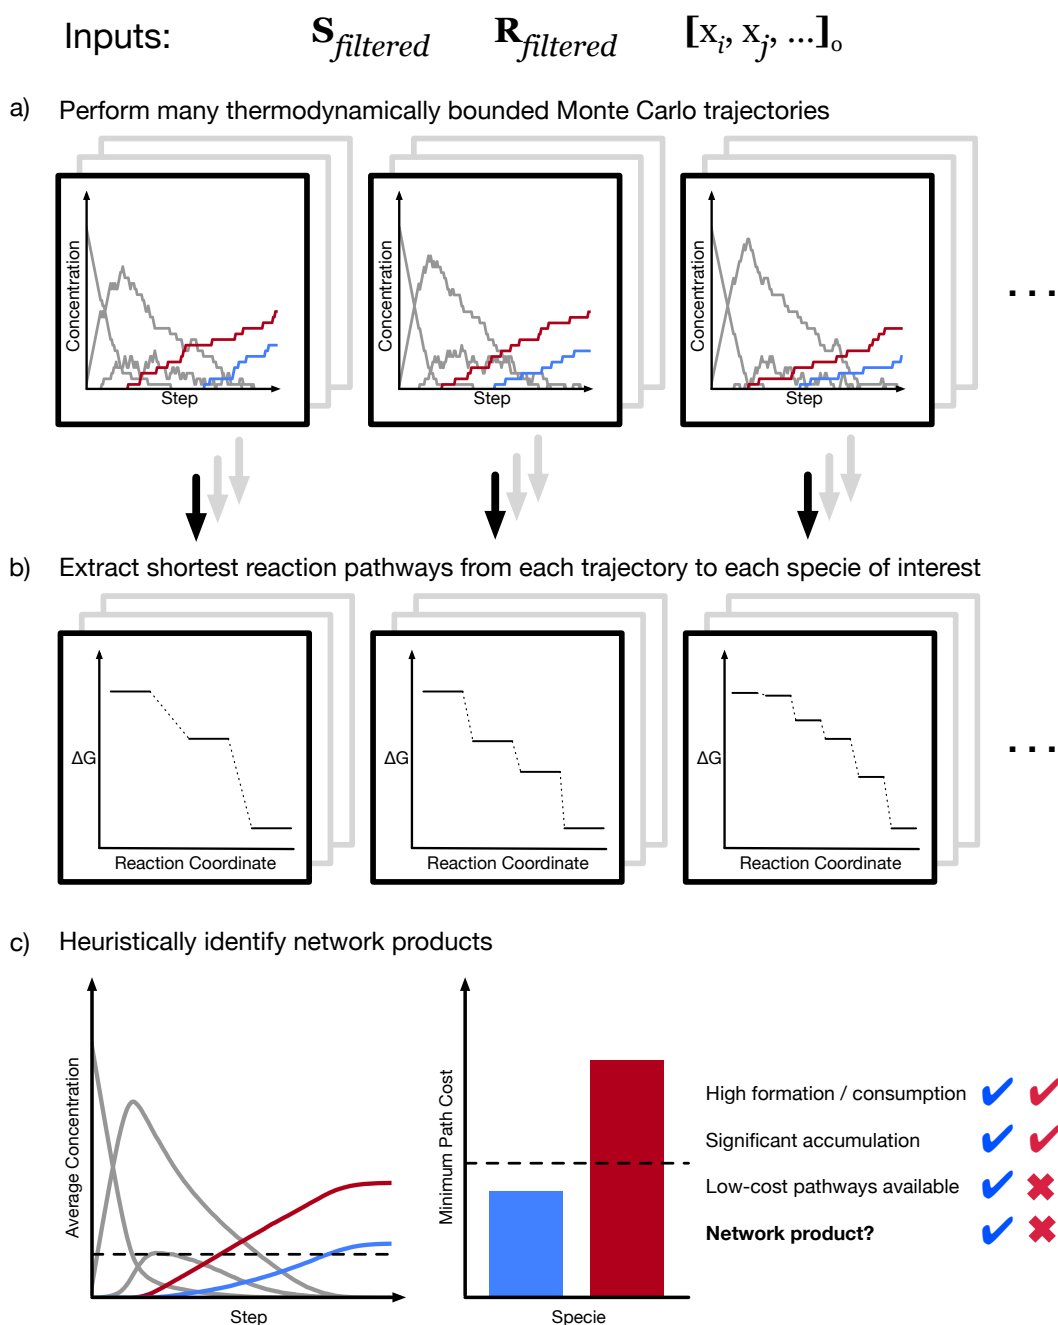 Inputs: S_filtered R_filtered [x_i, x_j, ...]_o
a) Perform many thermodynamically bounded Monte Carlo trajectories
Concentration
Step
Concentration
Step
Concentration
Step
...
b) Extract shortest reaction pathways from each trajectory to each specie of interest
ΔG
Reaction Coordinate
ΔG
Reaction Coordinate
ΔG
Reaction Coordinate
...
c) Heuristically identify network products
Average Concentration
Step
Minimum Path Cost
Specie
High formation / consumption ✔ ✔
Significant accumulation ✔ ✔
Low-cost pathways available ✔ ✖
Network product? ✔ ✖